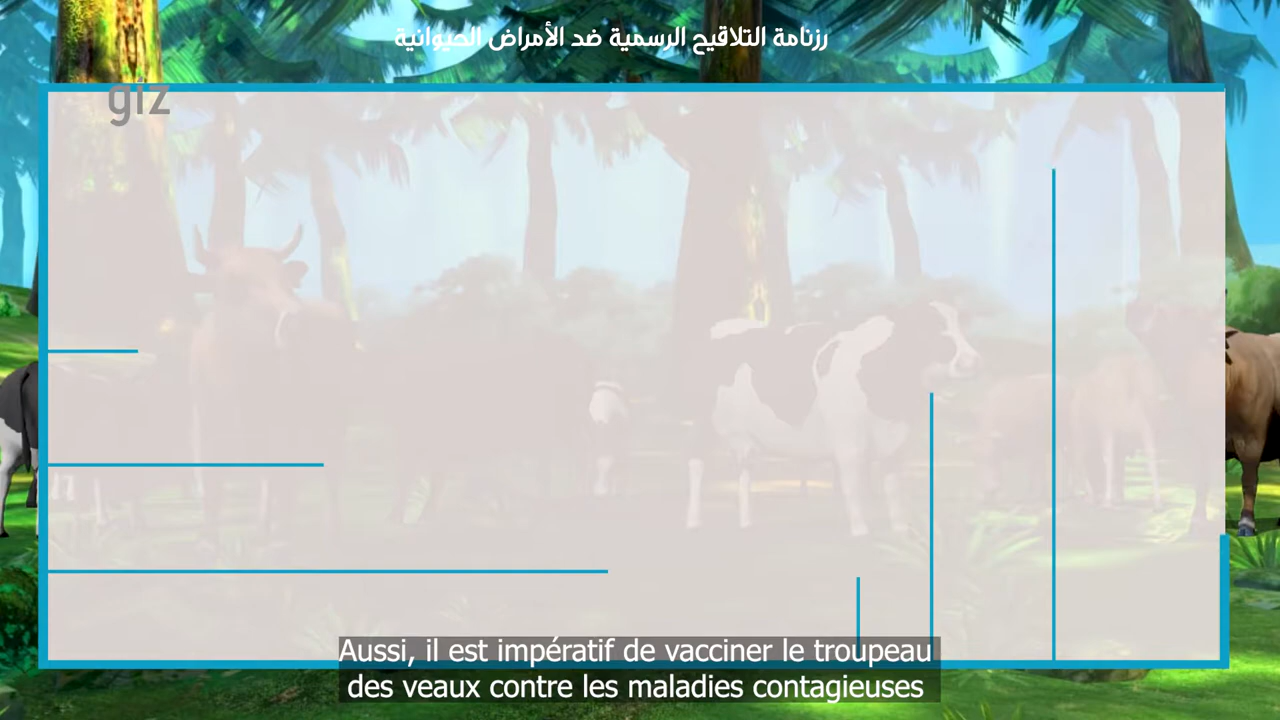 رزنامة التلاقيح الرسمية ضد الأمراض الحيوانية
giz
Aussi, il est impératif de vacciner le troupeau
des veaux contre les maladies contagieuses